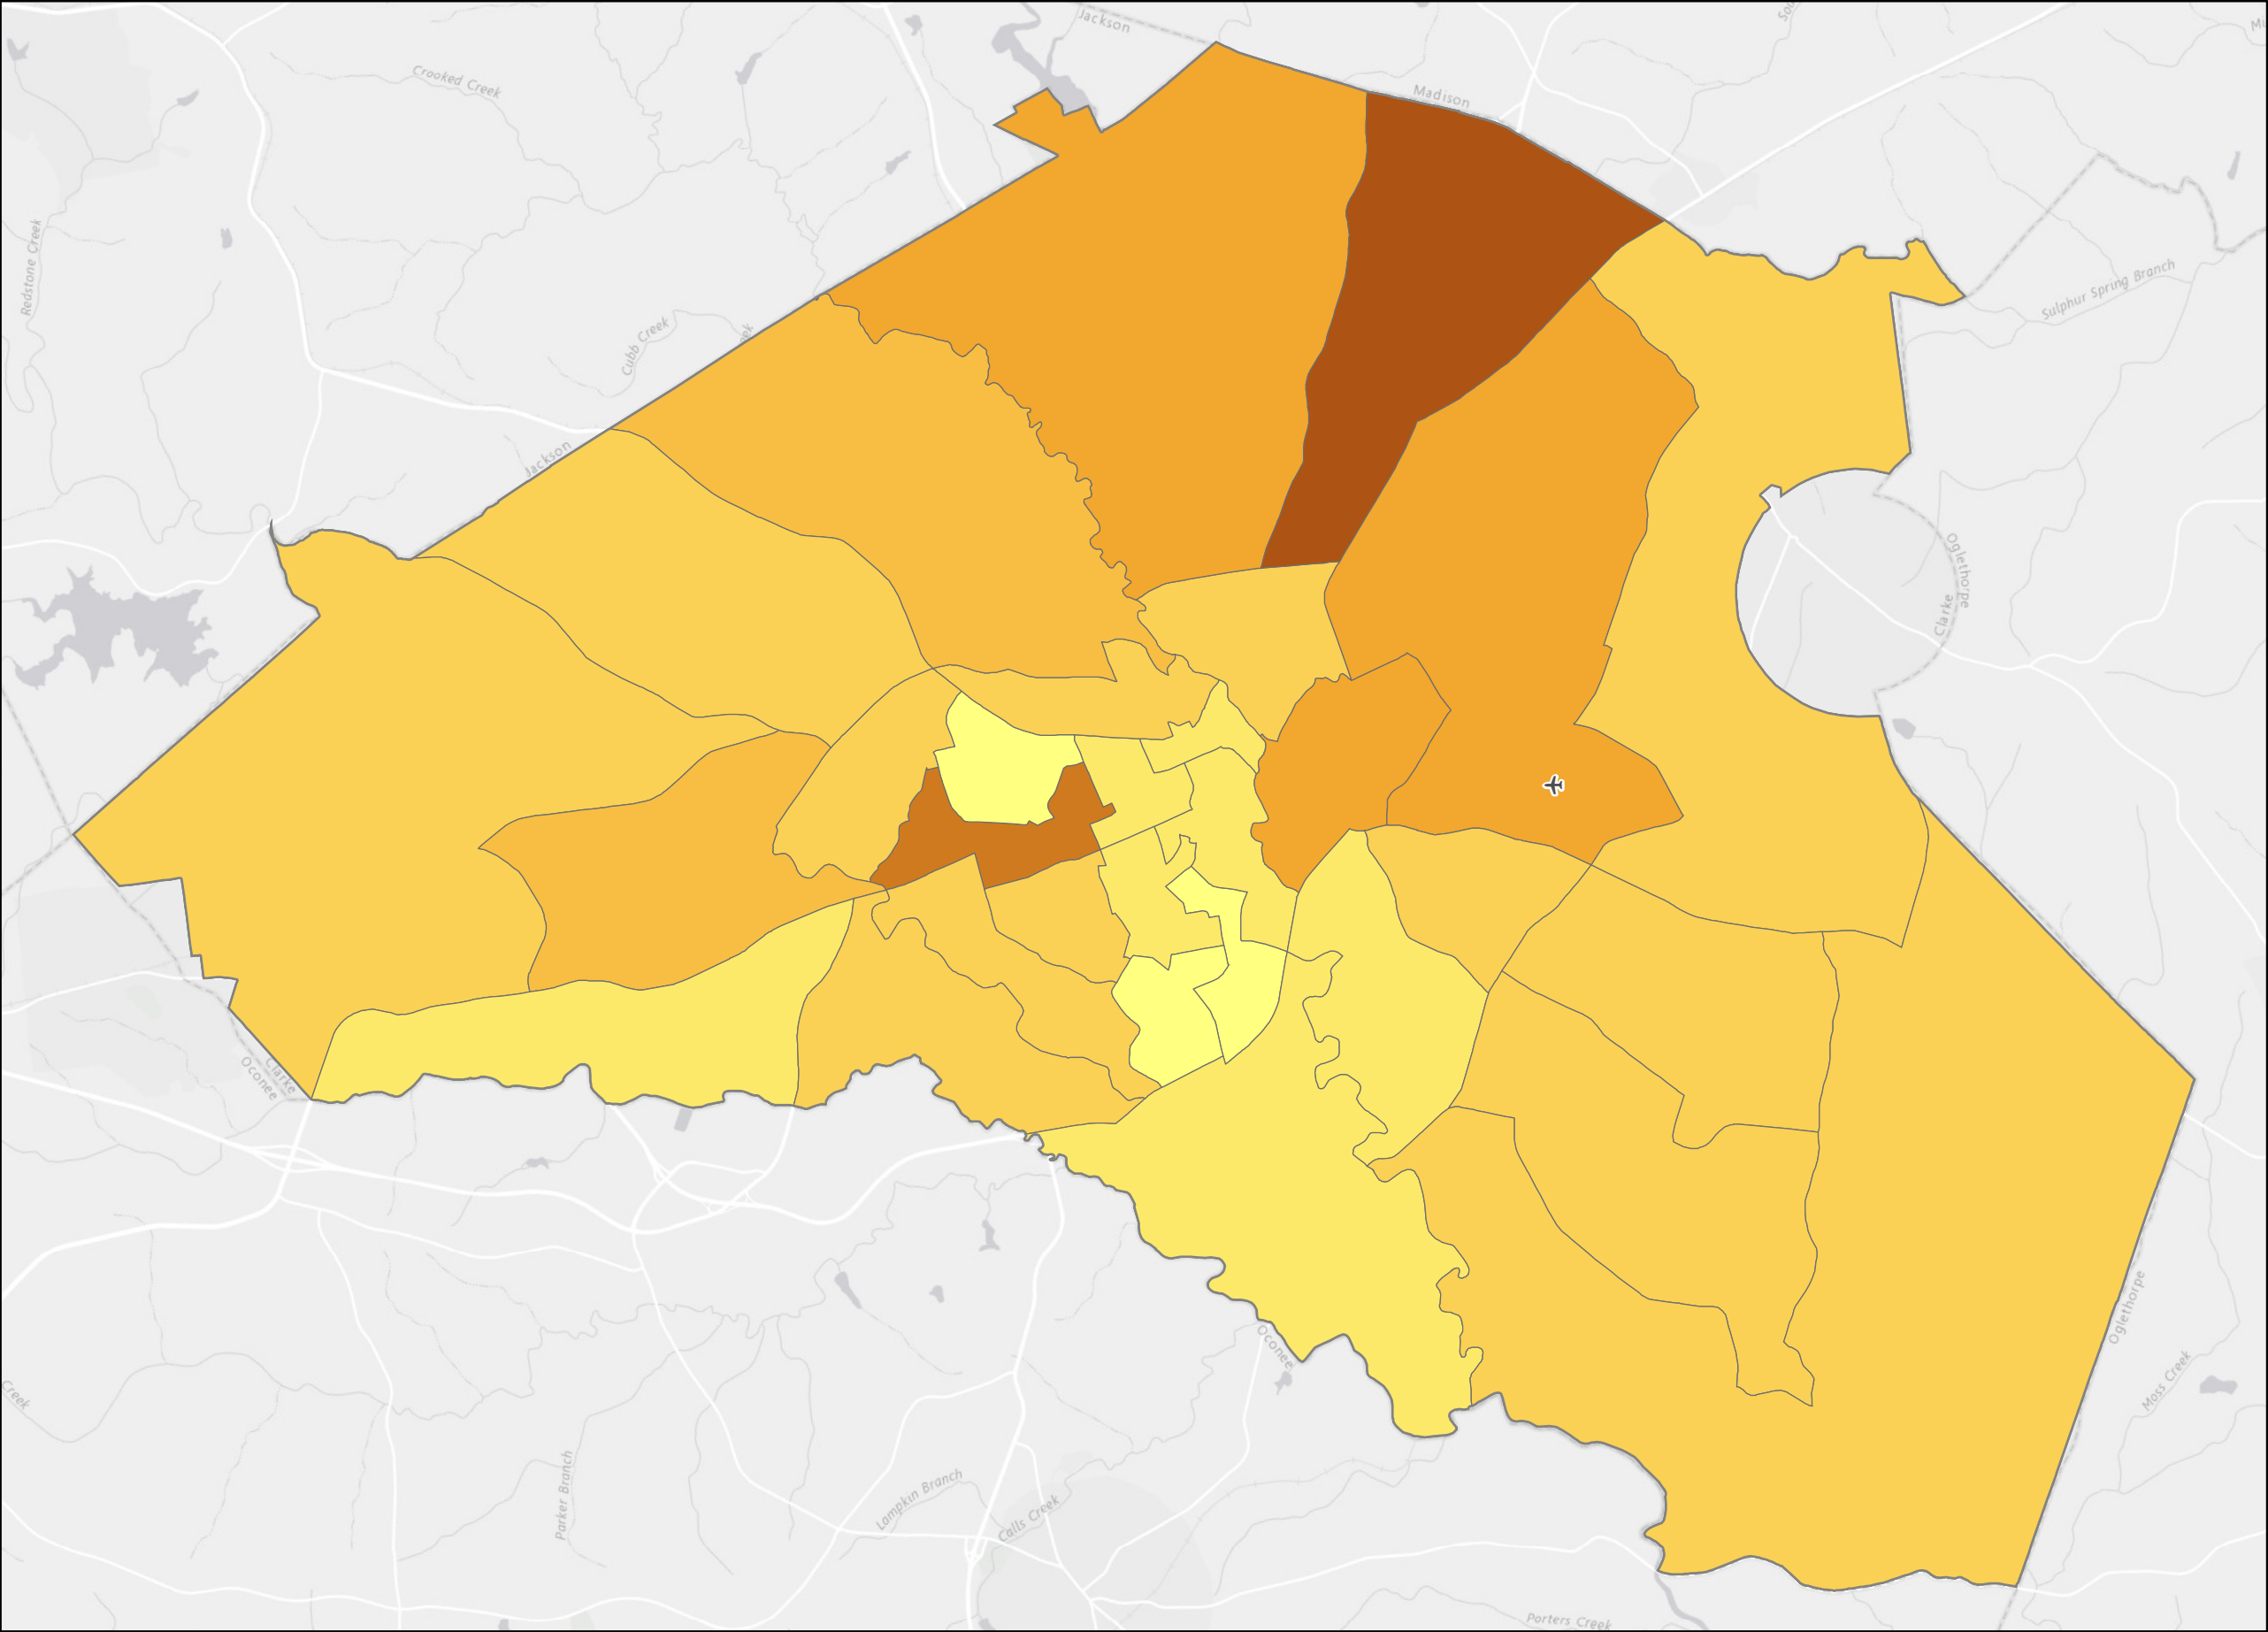 Jackson
Crooked Creek
Madison
Redstone Creek
Sulphur Spring Branch
Cubb Creek
Jackson
Oglethorpe
Clarke
Clarke
Oconee
Oglethorpe
Oconee
Moss Creek
Creek
Parker Branch
Lampkin Branch
Calls Creek
Porters Creek